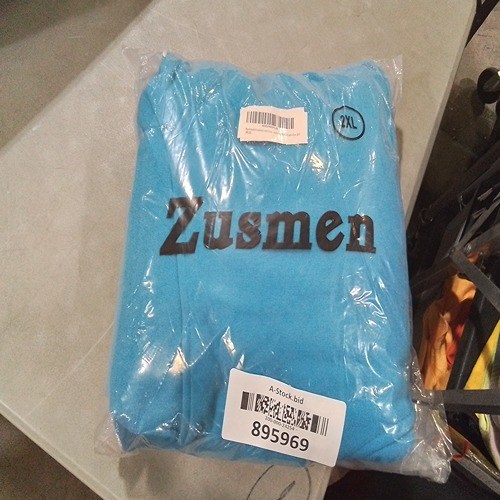 2XL
Zusmen
A-Stock.bid
895969